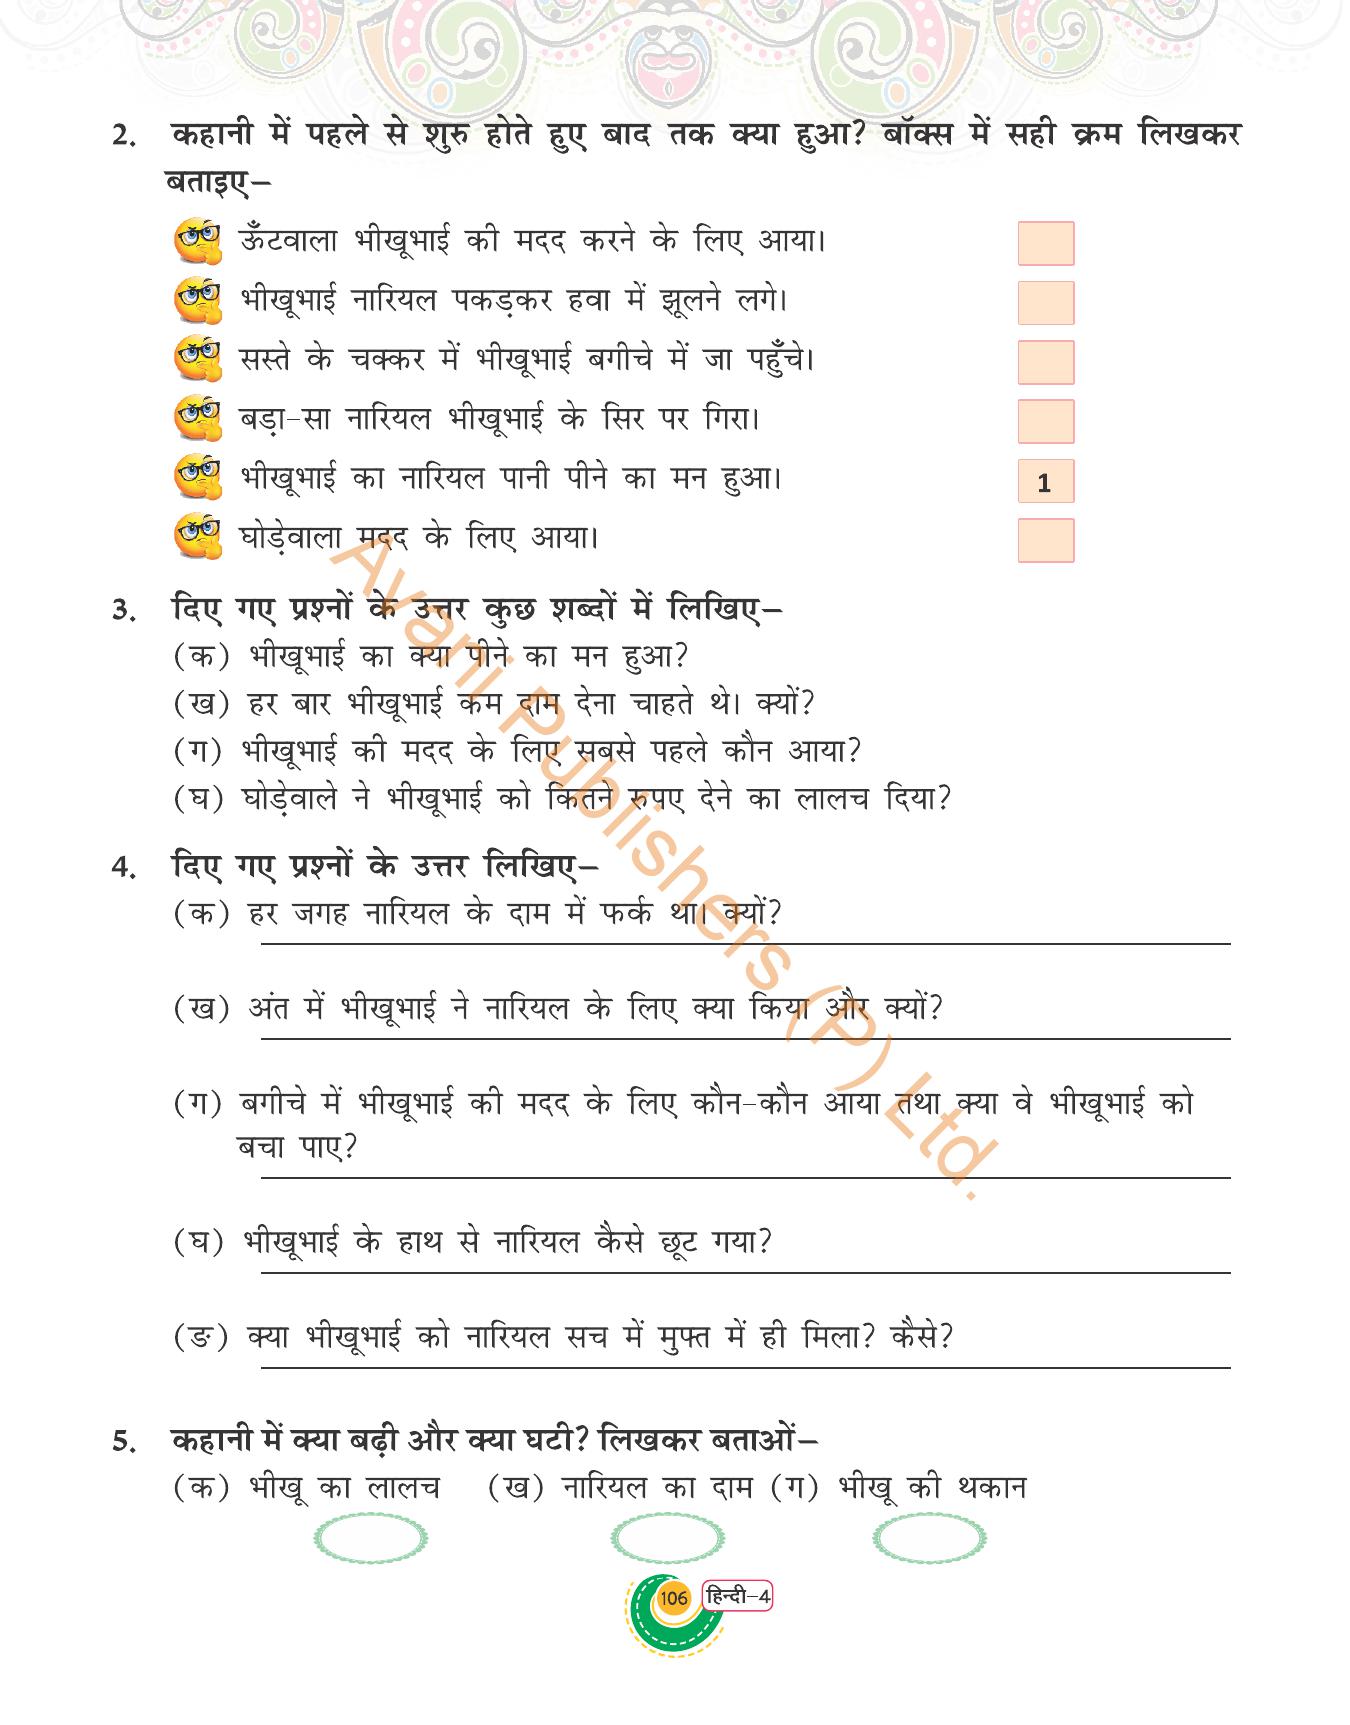 2. कहानी में पहले से शुरु होते हुए बाद तक क्या हुआ? बॉक्स में सही क्रम लिखकर
बताइए–
ऊँटवाला भीखूभाई की मदद करने के लिए आया।
भीखूभाई नारियल पकड़कर हवा में झूलने लगे।
सस्ते के चक्कर में भीखूभाई बगीचे में जा पहुँचे।
बड़ा-सा नारियल भीखूभाई के सिर पर गिरा।
भीखूभाई का नारियल पानी पीने का मन हुआ। 1
घोड़ेवाला मदद के लिए आया।
3. दिए गए प्रश्नों के उत्तर कुछ शब्दों में लिखिए–
(क) भीखूभाई का क्या पीने का मन हुआ?
(ख) हर बार भीखूभाई कम दाम देना चाहते थे। क्यों?
(ग) भीखूभाई की मदद के लिए सबसे पहले कौन आया?
(घ) घोड़ेवाले ने भीखूभाई को कितने रुपए देने का लालच दिया?
4. दिए गए प्रश्नों के उत्तर लिखिए–
(क) हर जगह नारियल के दाम में फर्क था। क्यों?
(ख) अंत में भीखूभाई ने नारियल के लिए क्या किया और क्यों?
(ग) बगीचे में भीखूभाई की मदद के लिए कौन-कौन आया तथा क्या वे भीखूभाई को
बचा पाए?
(घ) भीखूभाई के हाथ से नारियल कैसे छूट गया?
(ङ) क्या भीखूभाई को नारियल सच में मुफ्त में ही मिला? कैसे?
5. कहानी में क्या बढ़ी और क्या घटी? लिखकर बताओं–
(क) भीखू का लालच (ख) नारियल का दाम (ग) भीखू की थकान
106 हिन्दी–4
Avani Publishers (P) Ltd.